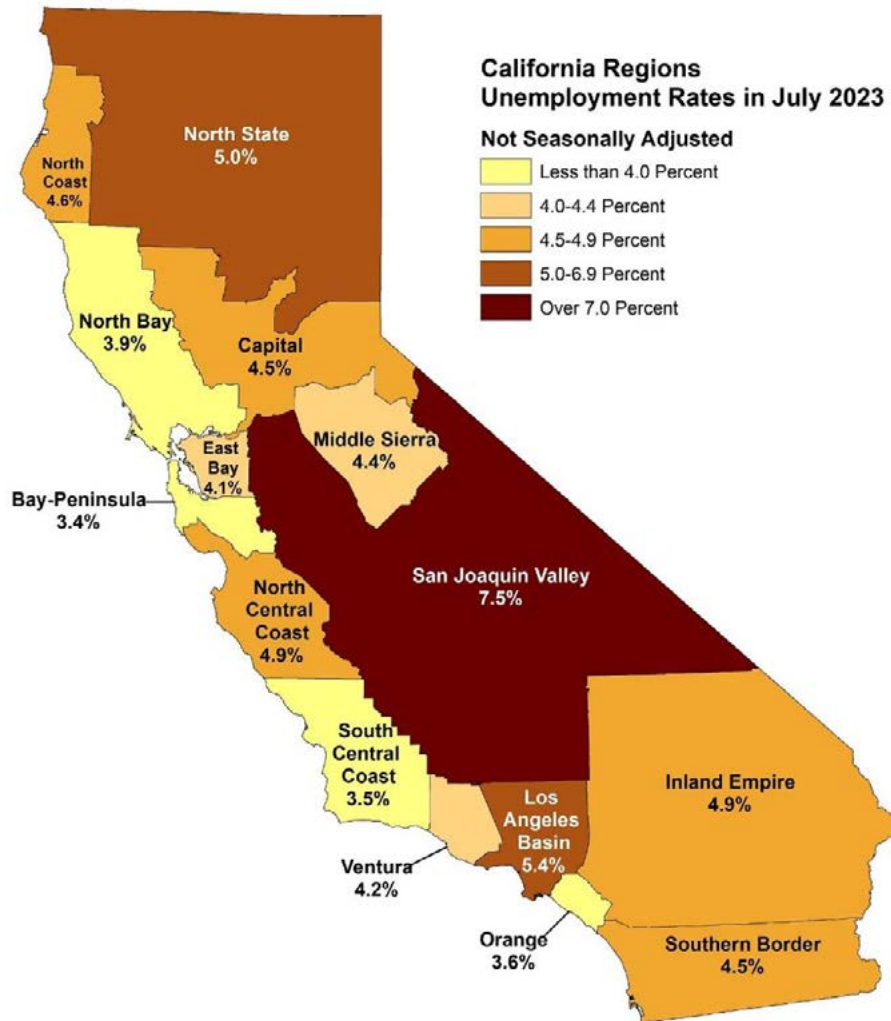 California Regions
Unemployment Rates in July 2023
Not Seasonally Adjusted
Less than 4.0 Percent
4.0-4.4 Percent
4.5-4.9 Percent
5.0-6.9 Percent
Over 7.0 Percent
North State
5.0%
North
Coast
4.6%
North Bay
3.9%
Capital
4.5%
East
Bay
4.1%
Middle Sierra
4.4%
Bay-Peninsula
3.4%
San Joaquin Valley
7.5%
North
Central
Coast
4.9%
South
Central
Coast
3.5%
Inland Empire
4.9%
Los
Angeles
Basin
5.4%
Ventura
4.2%
Orange
3.6%
Southern Border
4.5%